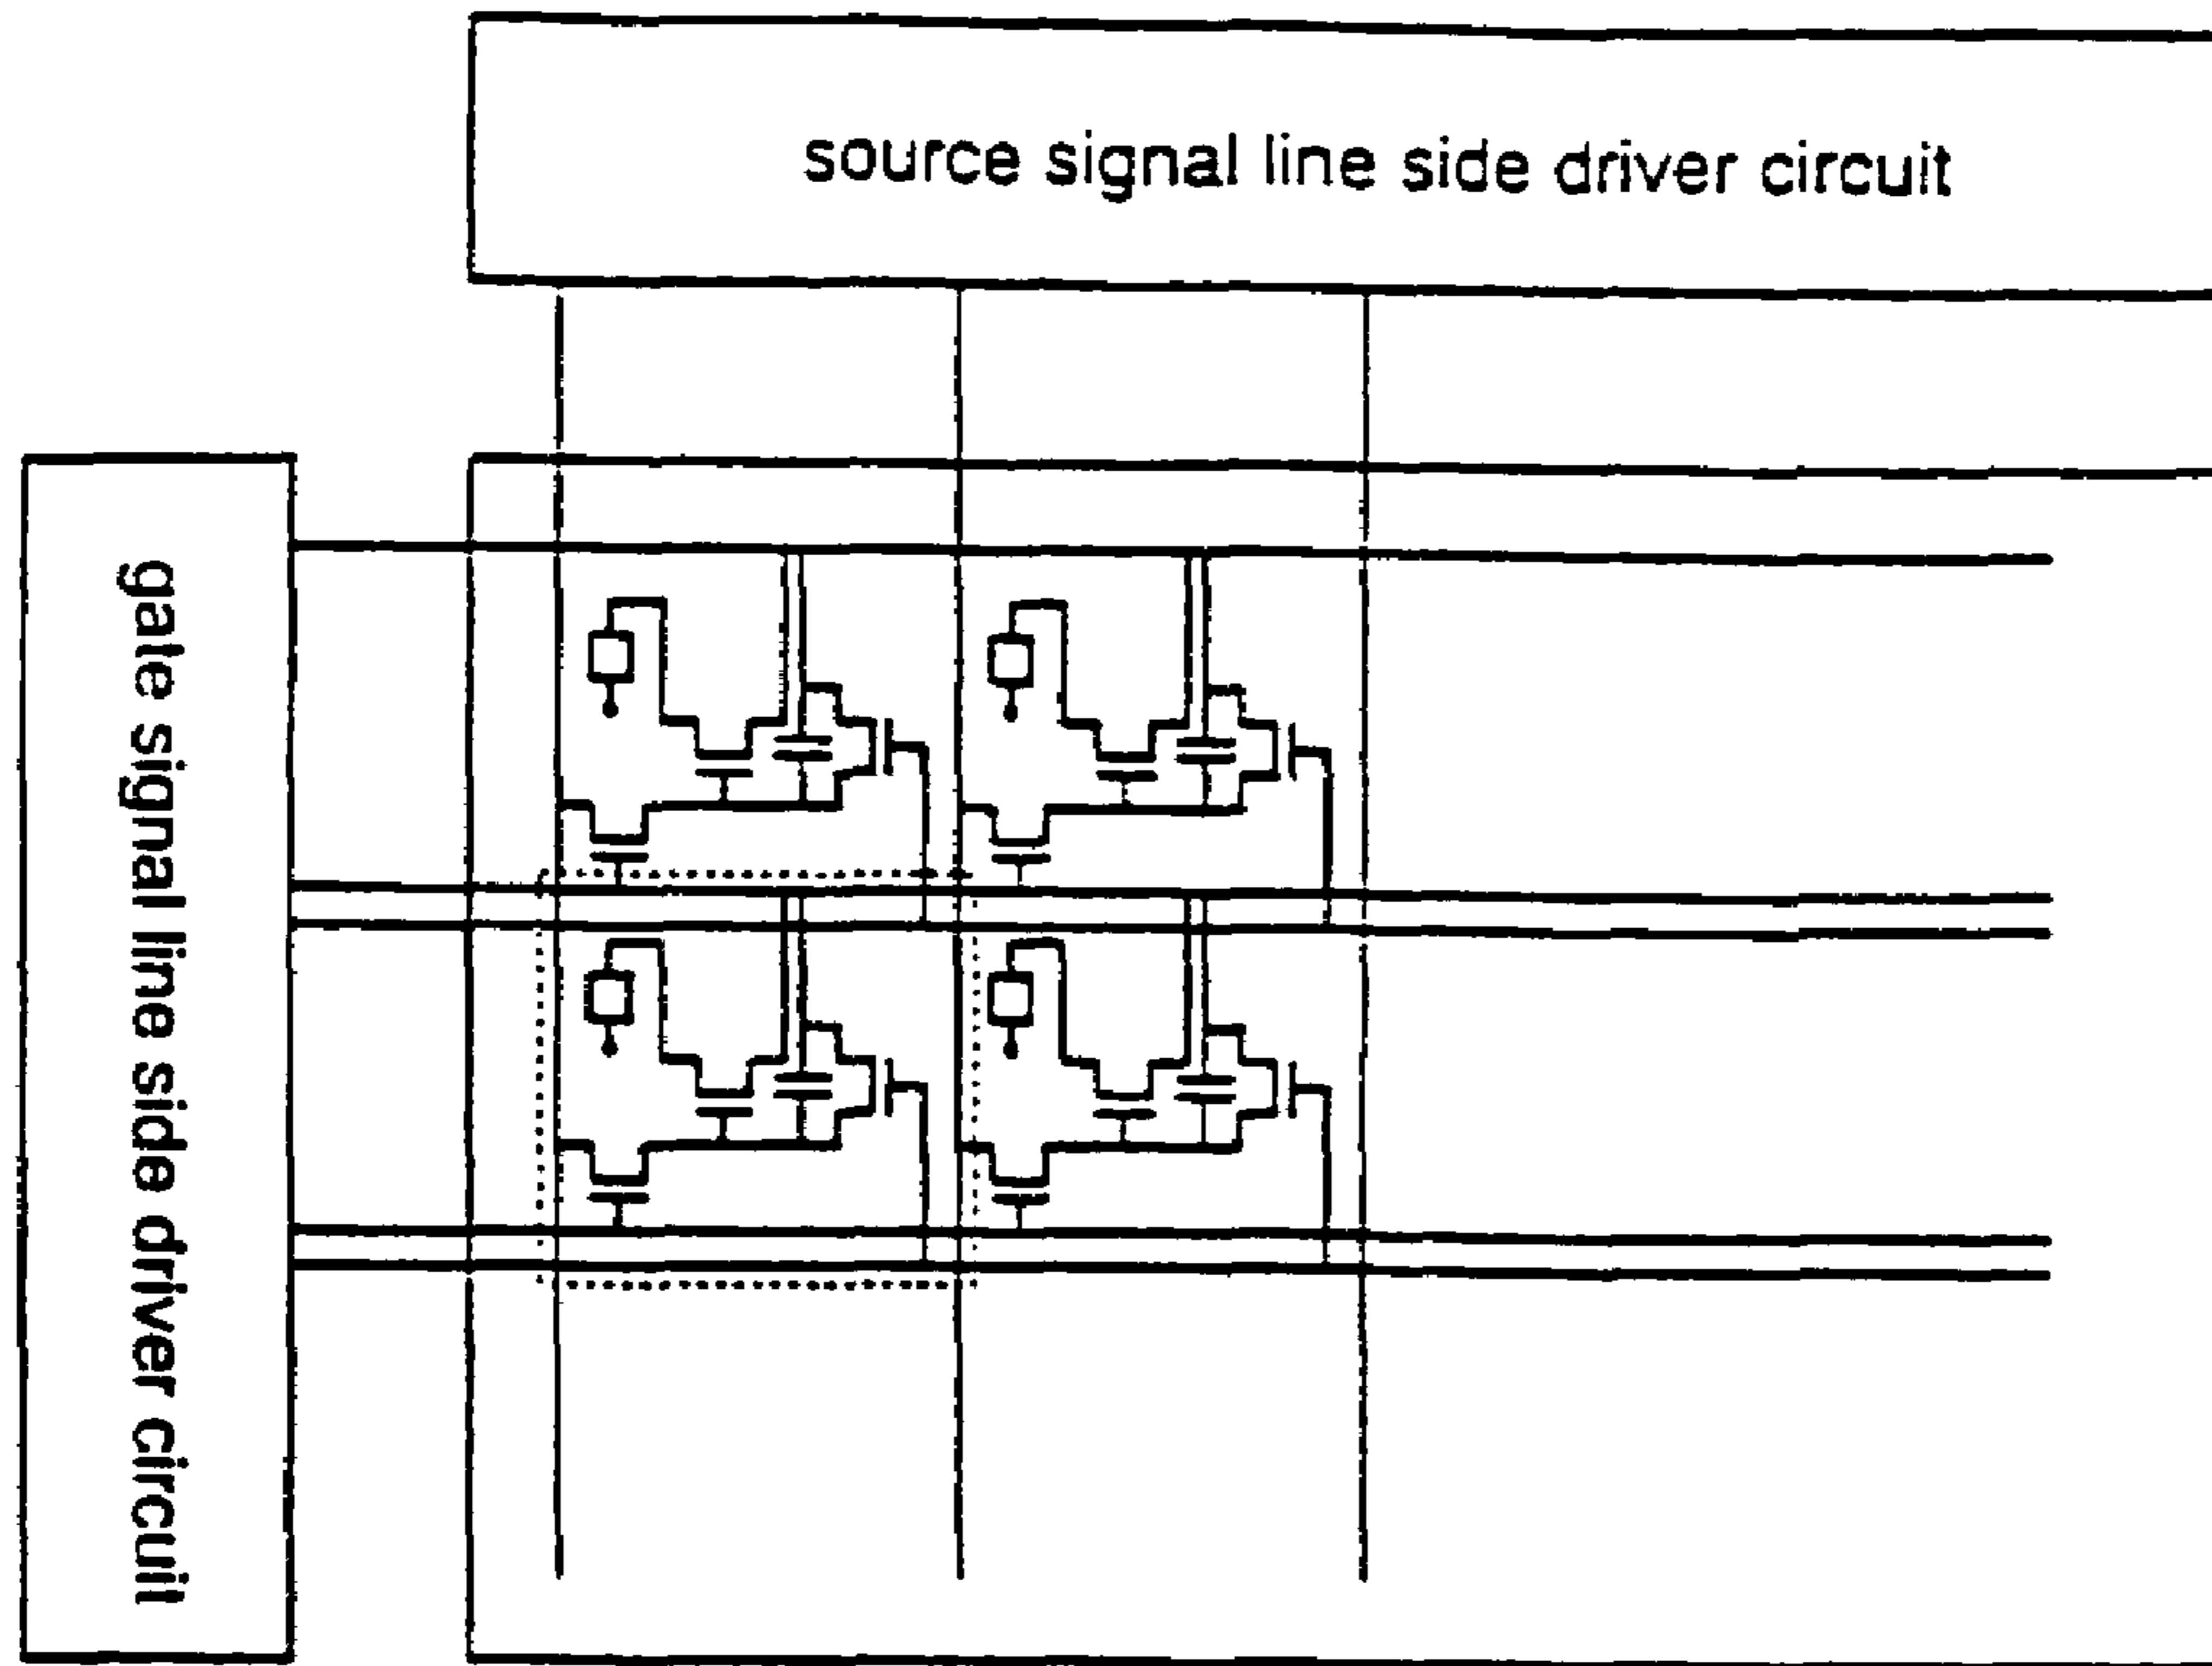 source signal line side driver circuit
gate signal line side driver circuit